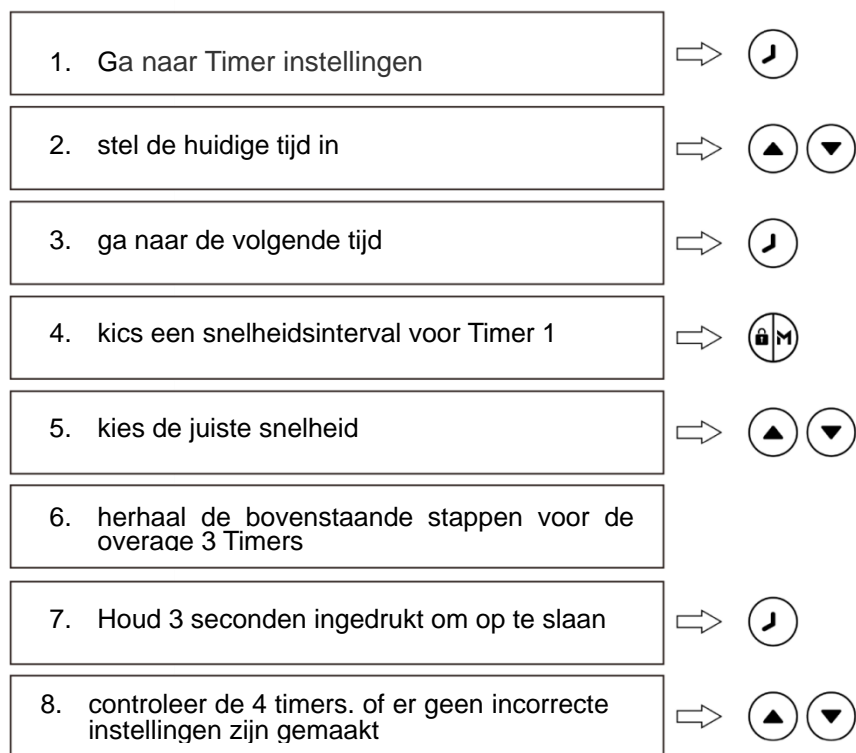 1. Ga naar Timer instellingen
2. stel de huidige tijd in
3. ga naar de volgende tijd
4. kics een snelheidsinterval voor Timer 1
M
5. kies de juiste snelheid
6. herhaal de bovenstaande stappen voor de
overage 3 Timers
7. Houd 3 seconden ingedrukt om op te slaan
8. controleer de 4 timers. of er geen incorrecte
instellingen zijn gemaakt